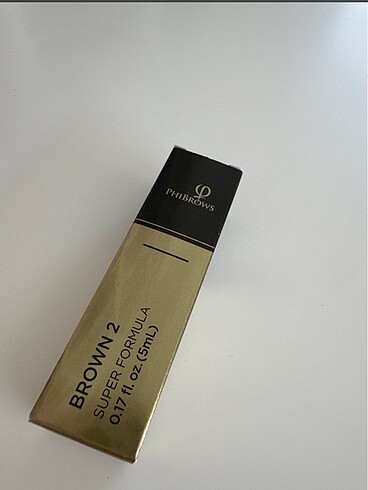 φ
PHIBROWS
BROWN 2
SUPER FORMULA
0.17 fl. oz. (5mL)